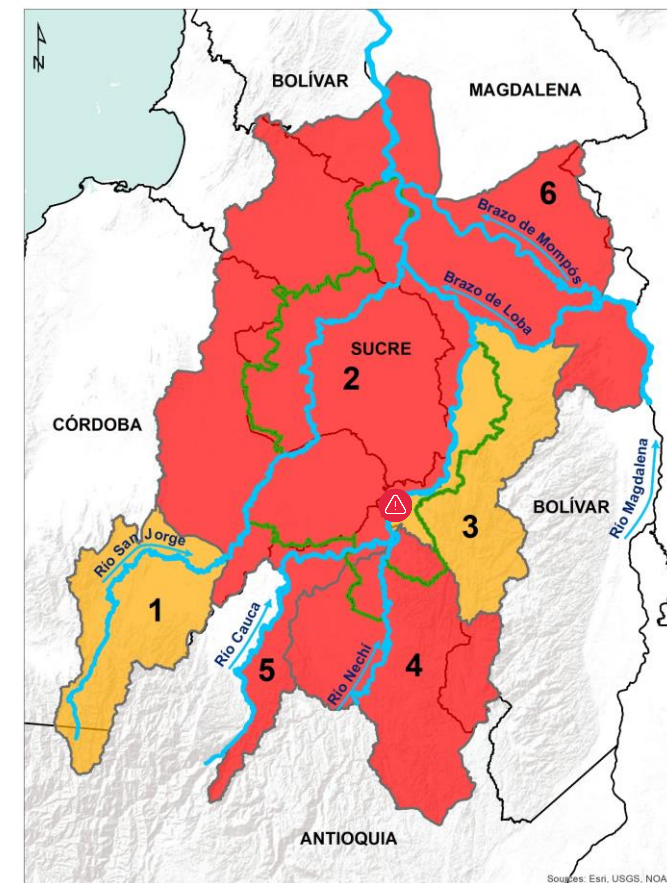 N
BOLÍVAR
MAGDALENA
6
Brazo de Mompós
Brazo de Loba
SUCRE
2
CÓRDOBA
BOLÍVAR
Río Magdalena
3
Río San Jorge
1
Río Cauca
5
Río Nechí
4
ANTIOQUIA
Sources: Esri, USGS, NOA